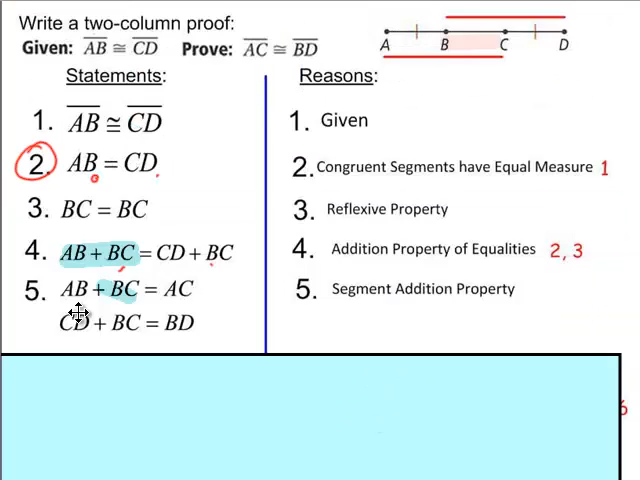 Write a two-column proof:
Given: AB ≅ CD Prove: AC ≅ BD
A B C D
Statements: Reasons:
1. AB ≅ CD 1. Given
2. AB = CD 2. Congruent Segments have Equal Measure 1
3. BC = BC 3. Reflexive Property
4. AB + BC = CD + BC 4. Addition Property of Equalities 2, 3
5. AB + BC = AC 5. Segment Addition Property
CD + BC = BD
6